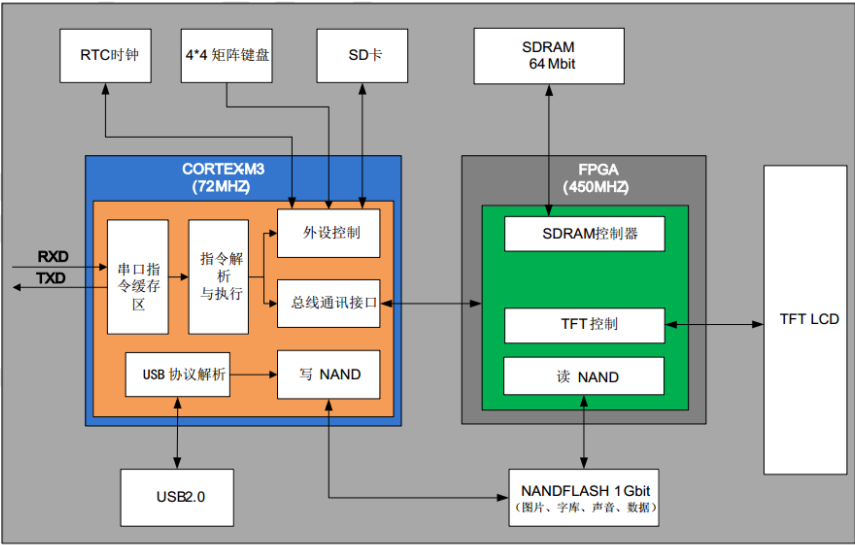 RTC时钟
4*4 矩阵键盘
SD卡
SDRAM
64 Mbit
CORTEX-M3
(72MHZ)
FPGA
(450MHZ)
RXD
TXD
串口指
令缓存
区
指令解
析
与执行
外设控制
总线通讯接口
USB 协议解析
写 NAND
SDRAM控制器
TFT 控制
读 NAND
TFT LCD
USB2.0
NANDFLASH 1 Gbit
(图片、字库、声音、数据)